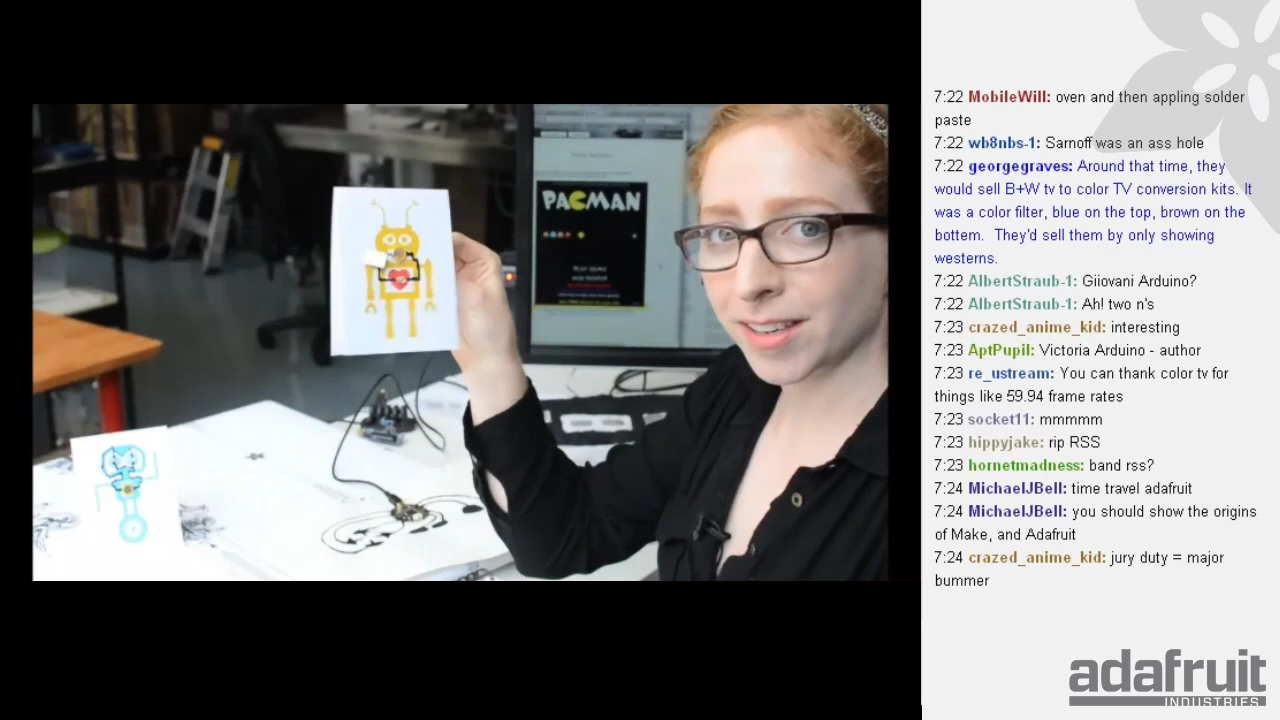 PACMAN
7:22 MobileWill: oven and then appling solder
paste
7:22 wb8nbs-1: Sarnoff was an ass hole
7:22 georgegraves: Around that time, they
would sell B+W tv to color TV conversion kits. It
was a color filter, blue on the top, brown on the
bottem.  They'd sell them by only showing
westerns.
7:22 AlbertStraub-1: Giiovani Arduino?
7:22 AlbertStraub-1: Ah! two n's
7:23 crazed_anime_kid: interesting
7:23 AptPupil: Victoria Arduino - author
7:23 re_ustream: You can thank color tv for
things like 59.94 frame rates
7:23 socket11: mmmmm
7:23 hippyjake: rip RSS
7:23 hornetmadness: band rss?
7:24 MichaelJBell: time travel adafruit
7:24 MichaelJBell: you should show the origins
of Make, and Adafruit
7:24 crazed_anime_kid: jury duty = major
bummer
adafruit
INDUSTRIES